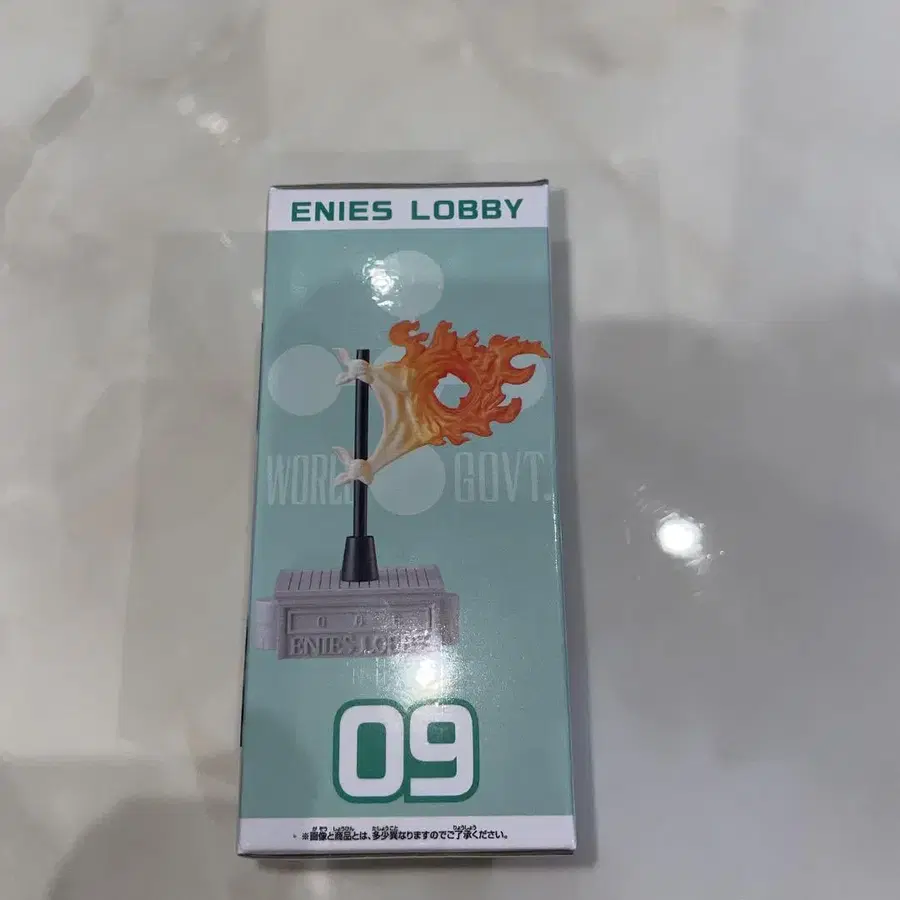 ENIES LOBBY
WORLD GOVT.
ENIES LOBBY
09
※画像と商品とは、多少異なりますのでご了承ください。